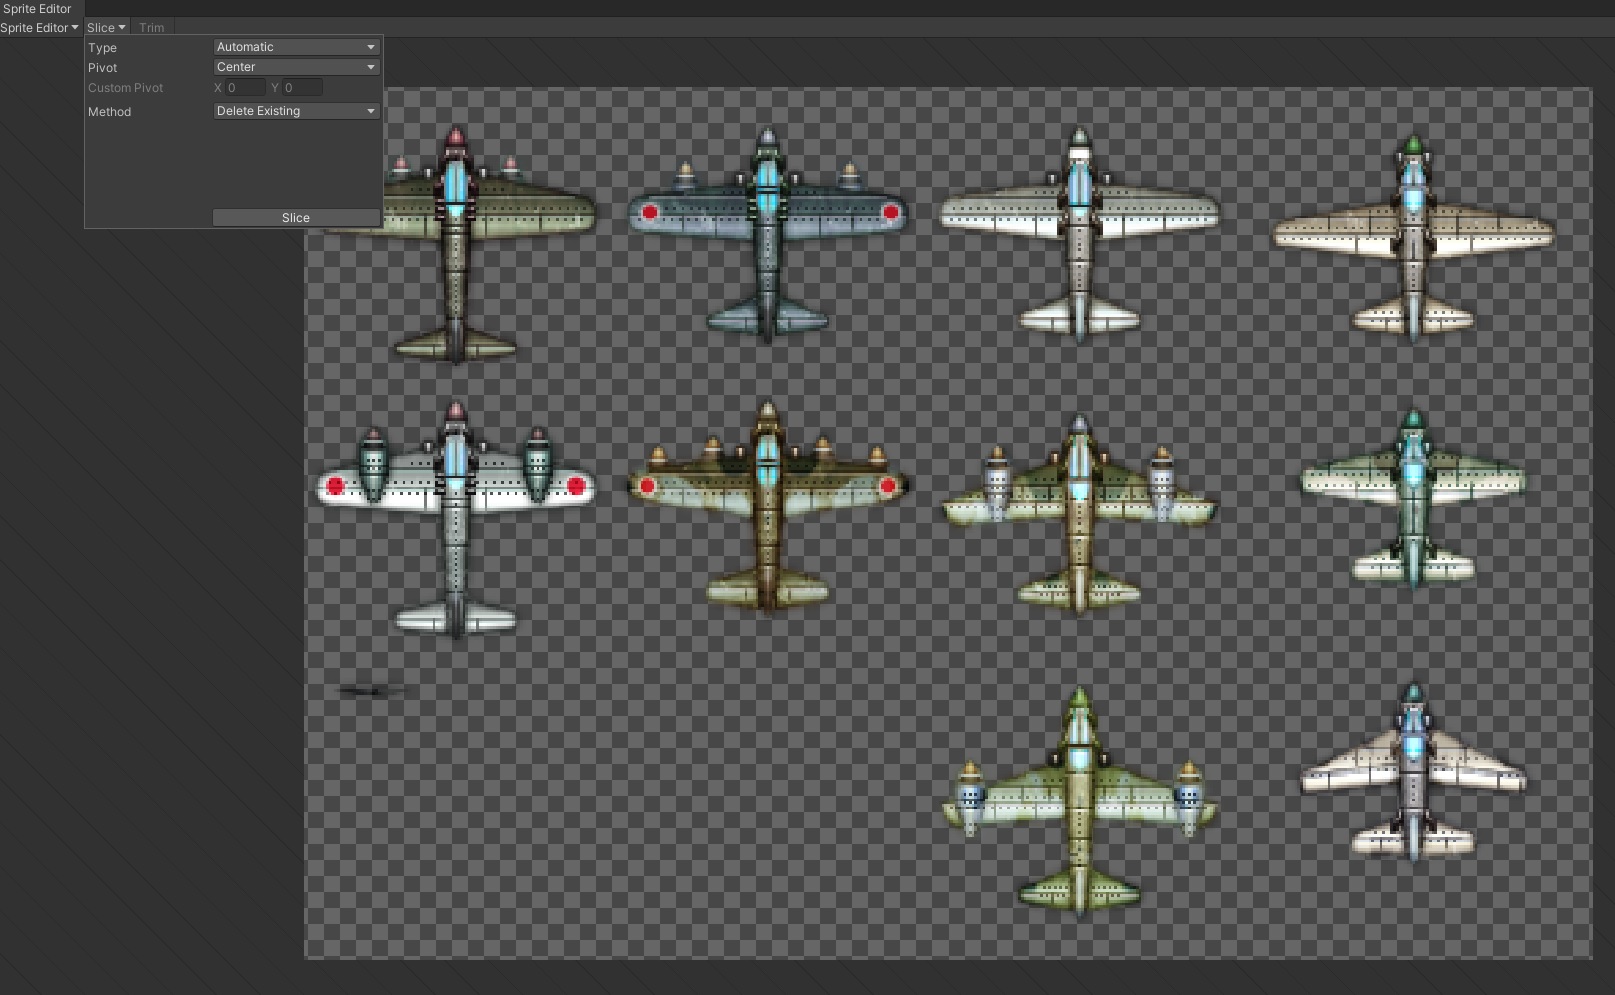 Sprite Editor
Sprite Editor Slice Trim
Type Automatic
Pivot Center
Custom Pivot X 0 Y 0
Method Delete Existing
Slice